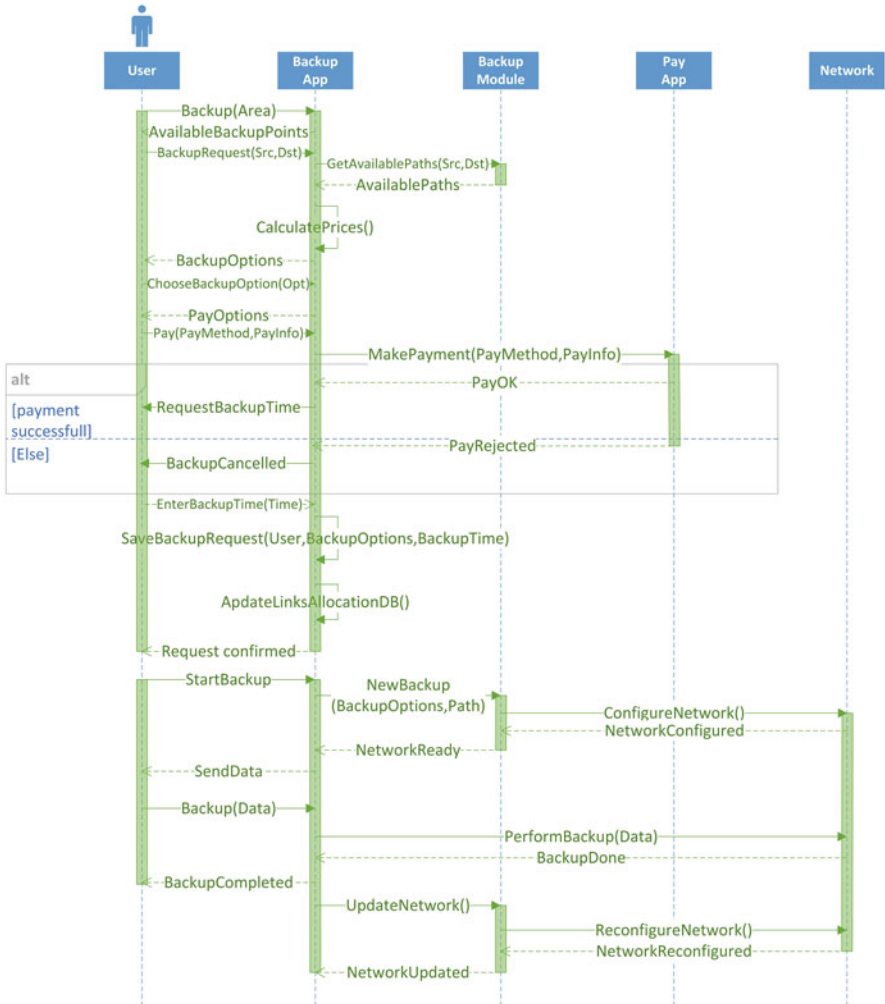 User
Backup
App
Backup
Module
Pay
App
Network
Backup(Area)
AvailableBackupPoints
BackupRequest(Src,Dst)
GetAvailablePaths(Src,Dst)
AvailablePaths
CalculatePrices()
BackupOptions
ChooseBackupOption(Opt)
PayOptions
Pay(PayMethod,PayInfo)
MakePayment(PayMethod,PayInfo)
alt
PayOK
[payment
successfull]
RequestBackupTime
PayRejected
[Else]
BackupCancelled
EnterBackupTime(Time)
SaveBackupRequest(User,BackupOptions,BackupTime)
ApdateLinksAllocationDB()
Request confirmed
StartBackup
NewBackup
(BackupOptions,Path)
ConfigureNetwork()
NetworkConfigured
NetworkReady
SendData
Backup(Data)
PerformBackup(Data)
BackupDone
BackupCompleted
UpdateNetwork()
ReconfigureNetwork()
NetworkReconfigured
NetworkUpdated